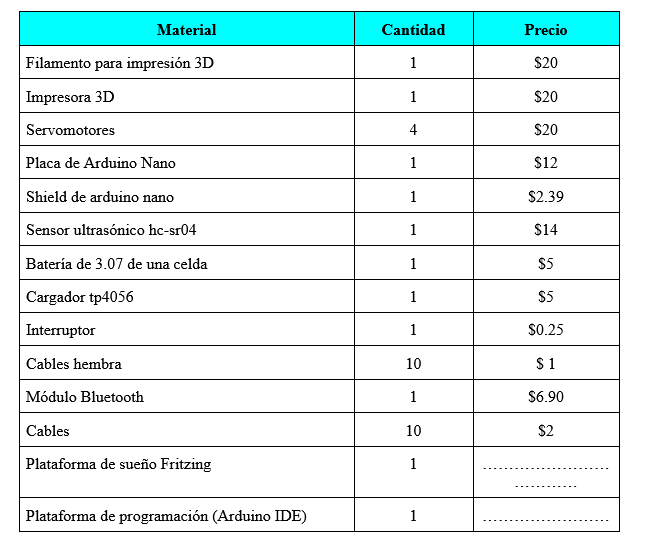 Material Cantidad Precio
Filamento para impresión 3D 1 $20
Impresora 3D 1 $20
Servomotores 4 $20
Placa de Arduino Nano 1 $12
Shield de arduino nano 1 $2.39
Sensor ultrasónico hc-sr04 1 $14
Batería de 3.07 de una celda 1 $5
Cargador tp4056 1 $5
Interruptor 1 $0.25
Cables hembra 10 $ 1
Módulo Bluetooth 1 $6.90
Cables 10 $2
Plataforma de sueño Fritzing 1 ........................
............
Plataforma de programación (Arduino IDE) 1 ........................